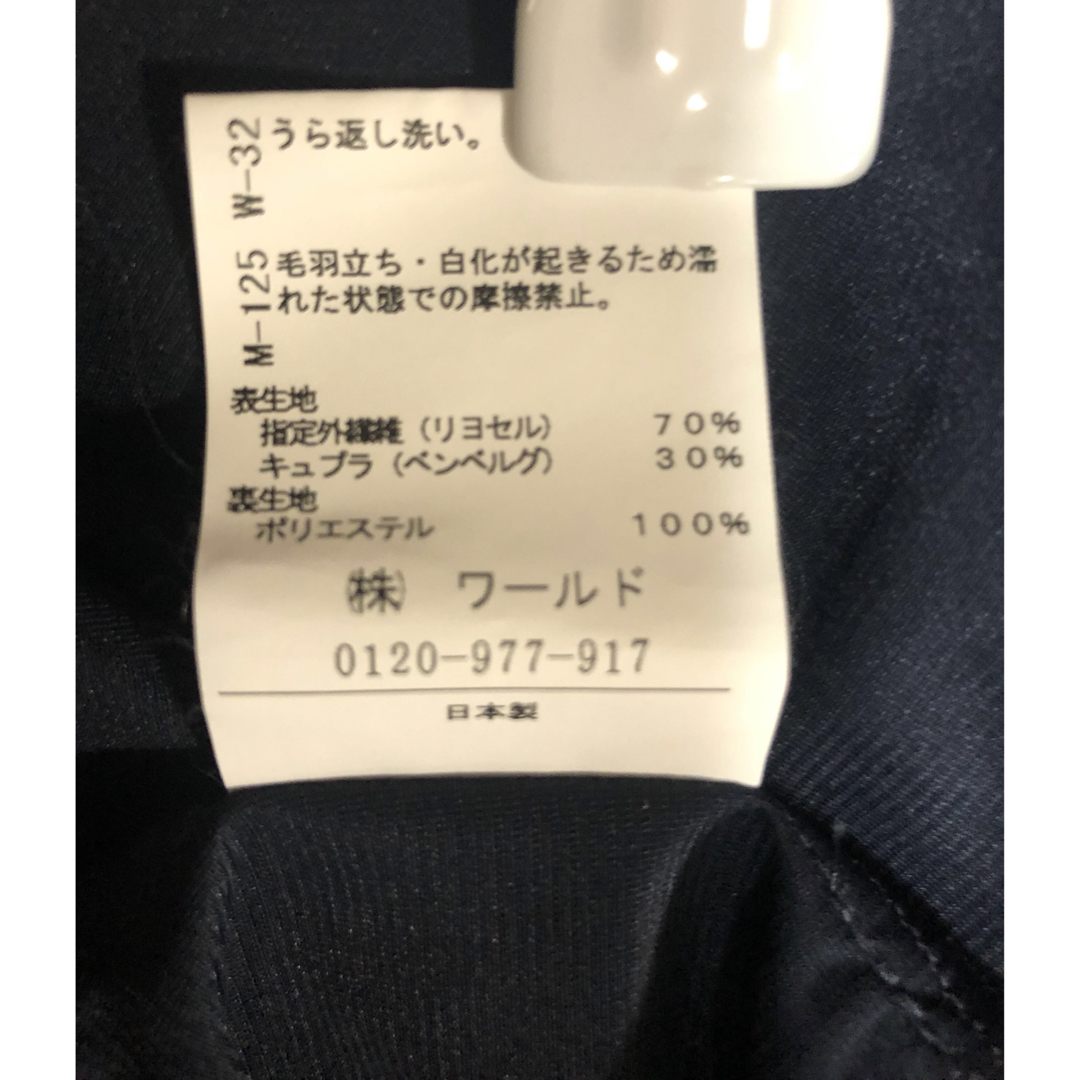 W-32
うら返し洗い。
M-125
毛羽立ち・白化が起きるため濡
れた状態での摩擦禁止。
表生地
指定外繊維（リヨセル） 70%
キュプラ（ベンベルグ） 30%
裏生地
ポリエステル 100%
㈱ ワールド
0120-977-917
日本製